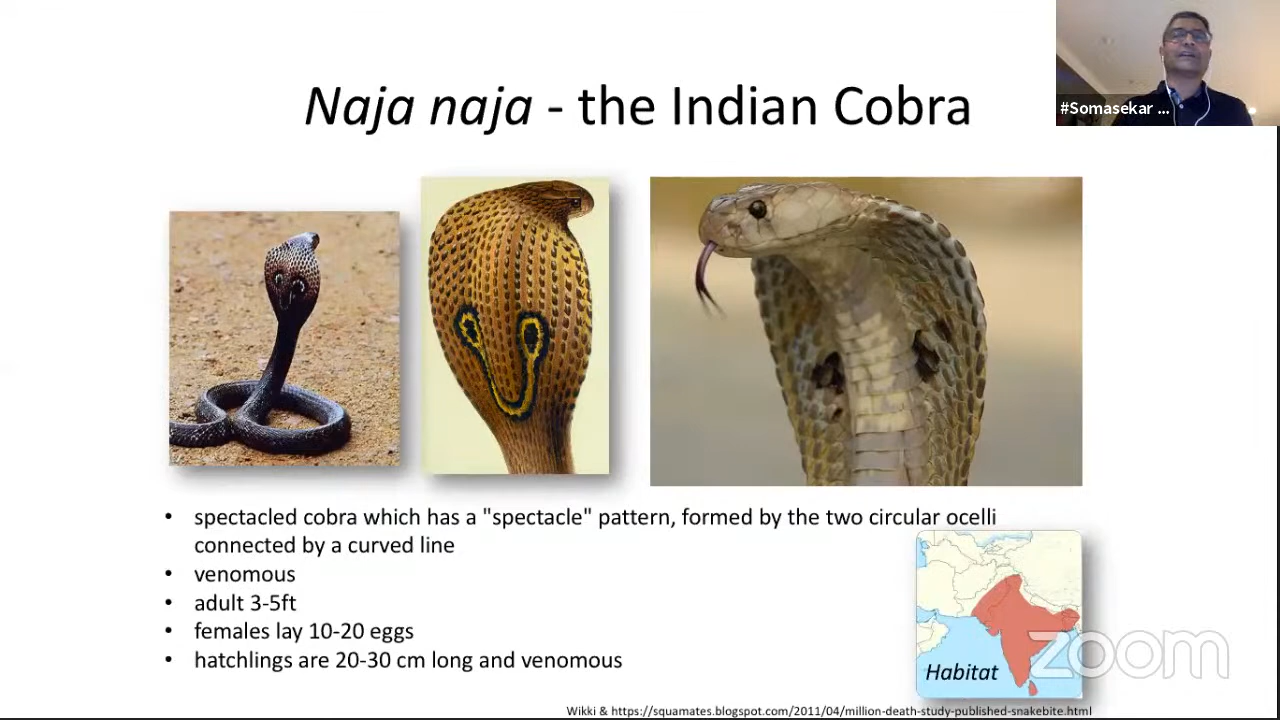 #Somasekar ...
Naja naja - the Indian Cobra
• spectacled cobra which has a "spectacle" pattern, formed by the two circular ocelli
connected by a curved line
• venomous
• adult 3-5ft
• females lay 10-20 eggs
• hatchlings are 20-30 cm long and venomous
Habitat
zoom
Wikki & https://squamates.blogspot.com/2011/04/million-death-study-published-snakebite.html